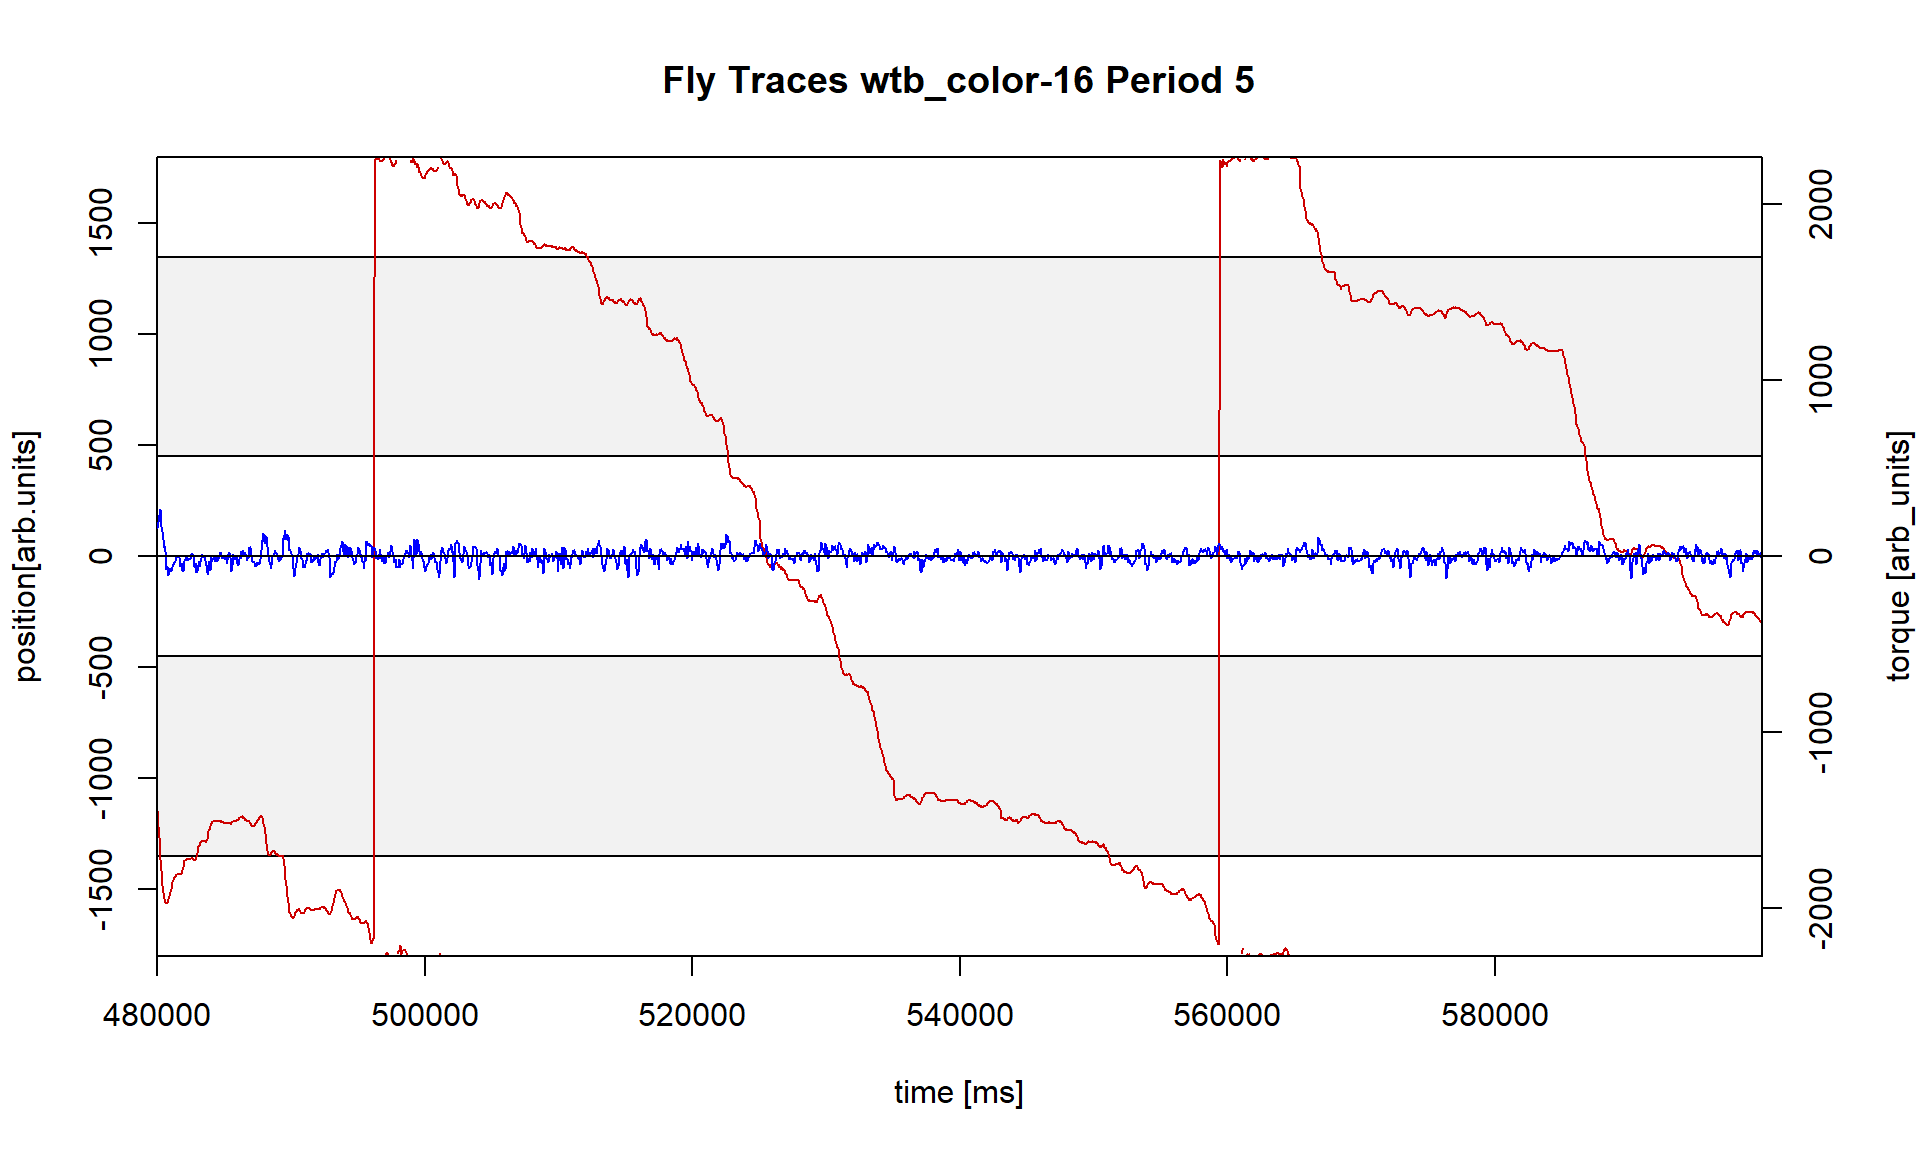 Fly Traces wtb_color-16 Period 5
position[arb.units]
1500
1000
500
0
-500
-1000
-1500
2000
1000
0
-1000
-2000
torque [arb_units]
480000 500000 520000 540000 560000 580000
time [ms]